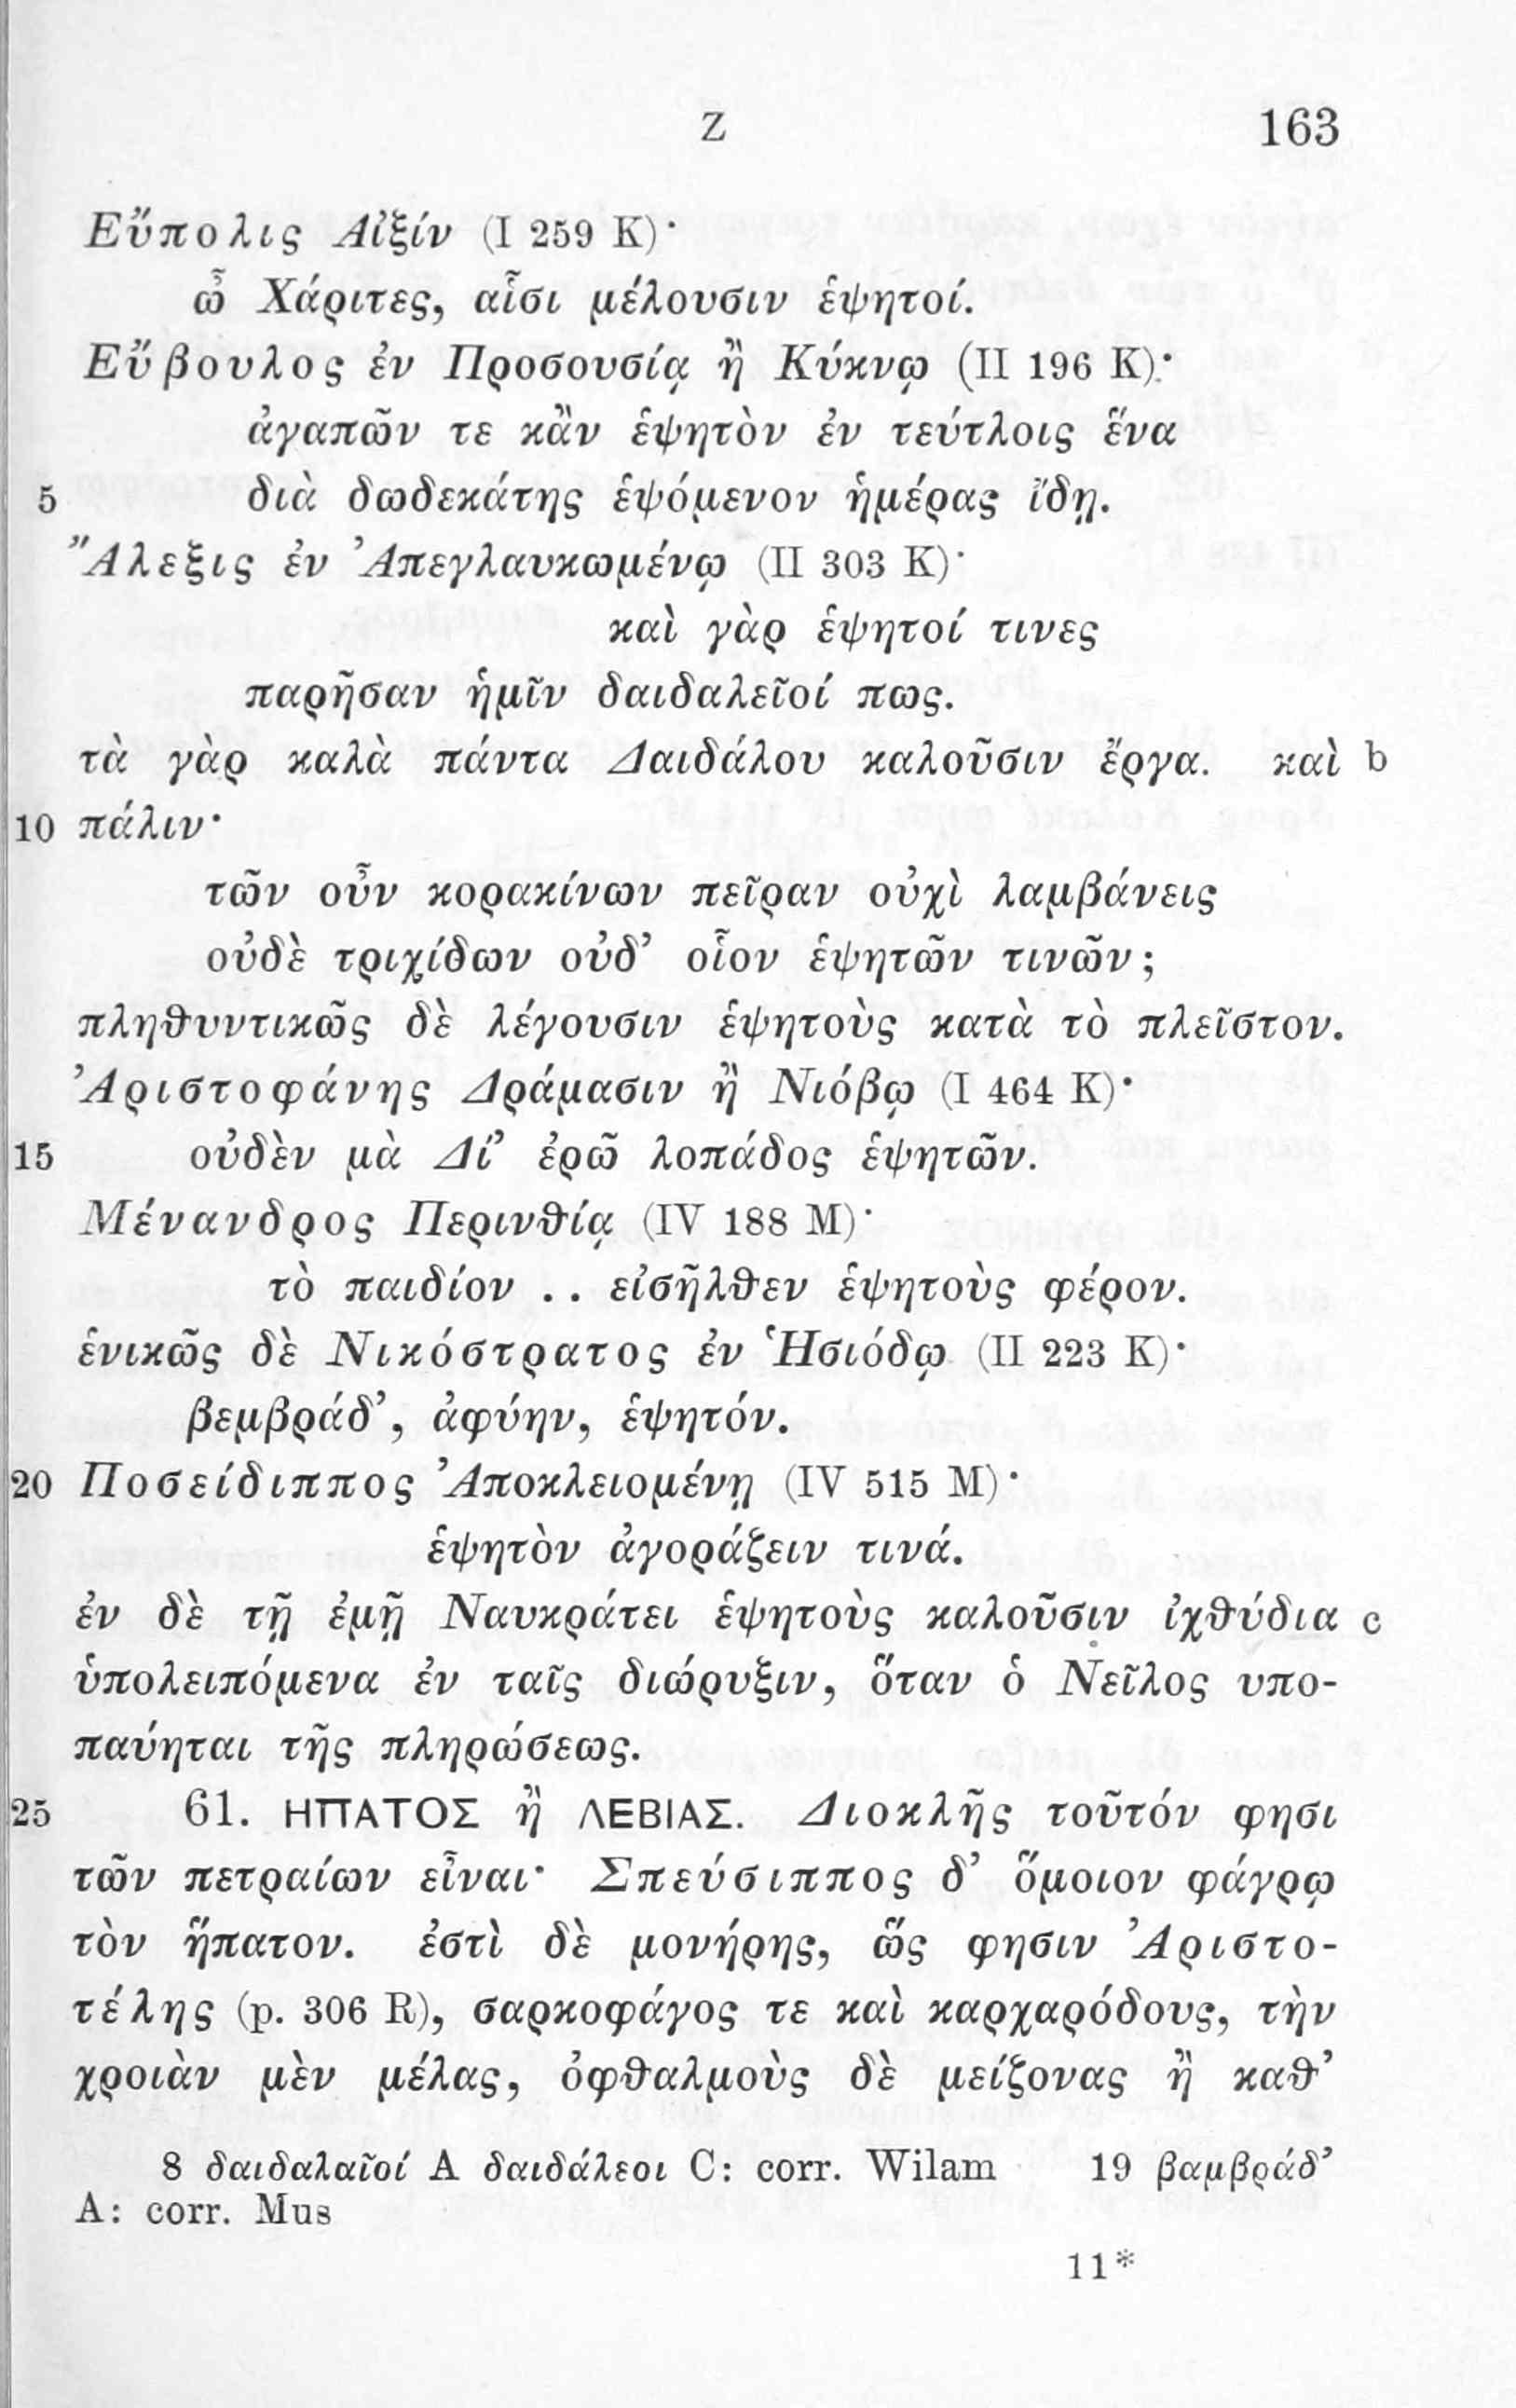 Z 163
Εὔπολις Αἰξίν (I 259 K)·
ὦ Χάριτες, αἷσι μέλουσιν ἑψητοί.
Εὔβουλος ἐν Προσουσίᾳ ἢ Κύκνῳ (II 196 K)·
ἀγαπῶν τε κἂν ἑψητὸν ἐν τεύτλοις ἕνα
5 διὰ δωδεκάτης ἑψόμενον ἡμέρας ἴδῃ.
Ἄλεξις ἐν Ἀπεγλαυκωμένῳ (II 303 K)·
καὶ γὰρ ἑψητοί τινες
παρῆσαν ἡμῖν δαιδαλεῖοί πως.
τὰ γὰρ καλὰ πάντα Δαιδάλου καλοῦσιν ἔργα. καὶ b
10 πάλιν·
τῶν οὖν κορακίνων πεῖραν οὐχὶ λαμβάνεις
οὐδὲ τριχίδων οὐδ’ οἷον ἑψητῶν τινῶν;
πληθυντικῶς δὲ λέγουσιν ἑψητοὺς κατὰ τὸ πλεῖστον.
Ἀριστοφάνης Δράμασιν ἢ Νιόβῳ (I 464 K)·
15 οὐδὲν μὰ Δί’ ἐρῶ λοπάδος ἑψητῶν.
Μένανδρος Περινθίᾳ (IV 188 M)·
τὸ παιδίον .. εἰσῆλθεν ἑψητοὺς φέρον.
ἑνικῶς δὲ Νικόστρατος ἐν Ἡσιόδῳ (II 223 K)·
βεμβράδ’, ἀφύην, ἑψητόν.
20 Ποσείδιππος Ἀποκλειομένῃ (IV 515 M)·
ἑψητὸν ἀγοράζειν τινά.
ἐν δὲ τῇ ἐμῇ Ναυκράτει ἑψητοὺς καλοῦσιν ἰχθύδια c
ὑπολειπόμενα ἐν ταῖς διώρυξιν, ὅταν ὁ Νεῖλος υπο-
παύηται τῆς πληρώσεως.
25 61. ΗΠΑΤΟΣ ἢ ΛΕΒΙΑΣ. Διοκλῆς τοῦτόν φησι
τῶν πετραίων εἶναι· Σπεύσιππος δ’ ὅμοιον φάγρῳ
τὸν ἥπατον. ἐστὶ δὲ μονήρης, ὥς φησιν Ἀριστο-
τέλης (p. 306 R), σαρκοφάγος τε καὶ καρχαρόδους, τὴν
χροιὰν μὲν μέλας, ὀφθαλμοὺς δὲ μείζονας ἢ καθ’
8 δαιδαλαῖοί A δαιδάλεοι C: corr. Wilam 19 βαμβράδ’
A: corr. Mus
11*